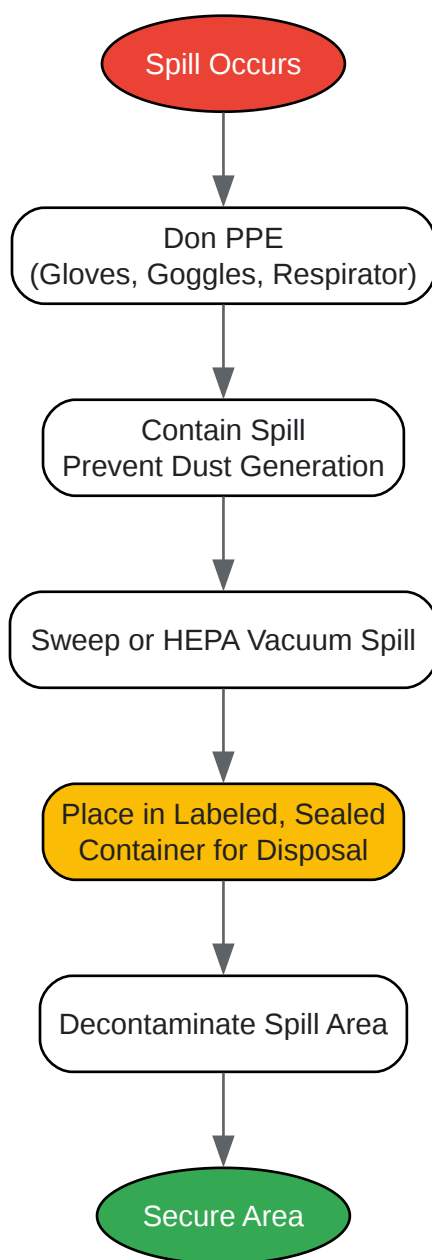 Spill Occurs
Don PPE
(Gloves, Goggles, Respirator)
Contain Spill
Prevent Dust Generation
Sweep or HEPA Vacuum Spill
Place in Labeled, Sealed
Container for Disposal
Decontaminate Spill Area
Secure Area